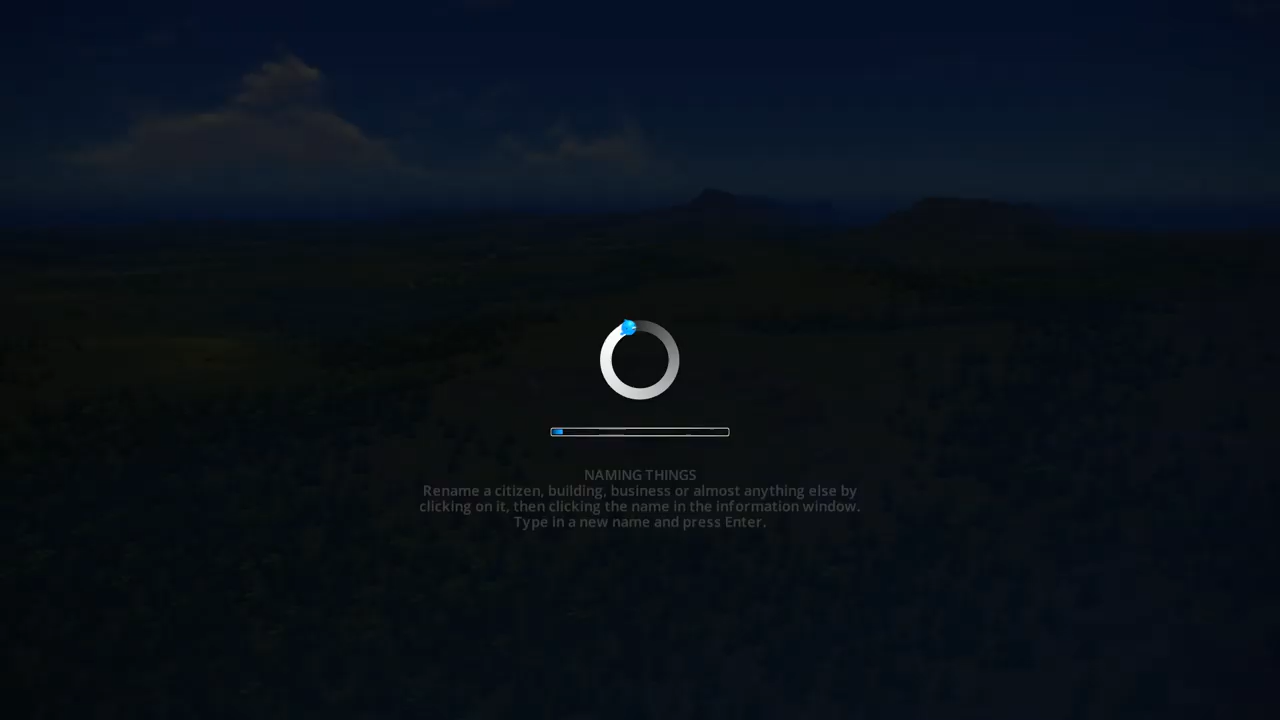 NAMING THINGS
Rename a citizen, building, business or almost anything else by
clicking on it, then clicking the name in the information window.
Type in a new name and press Enter.